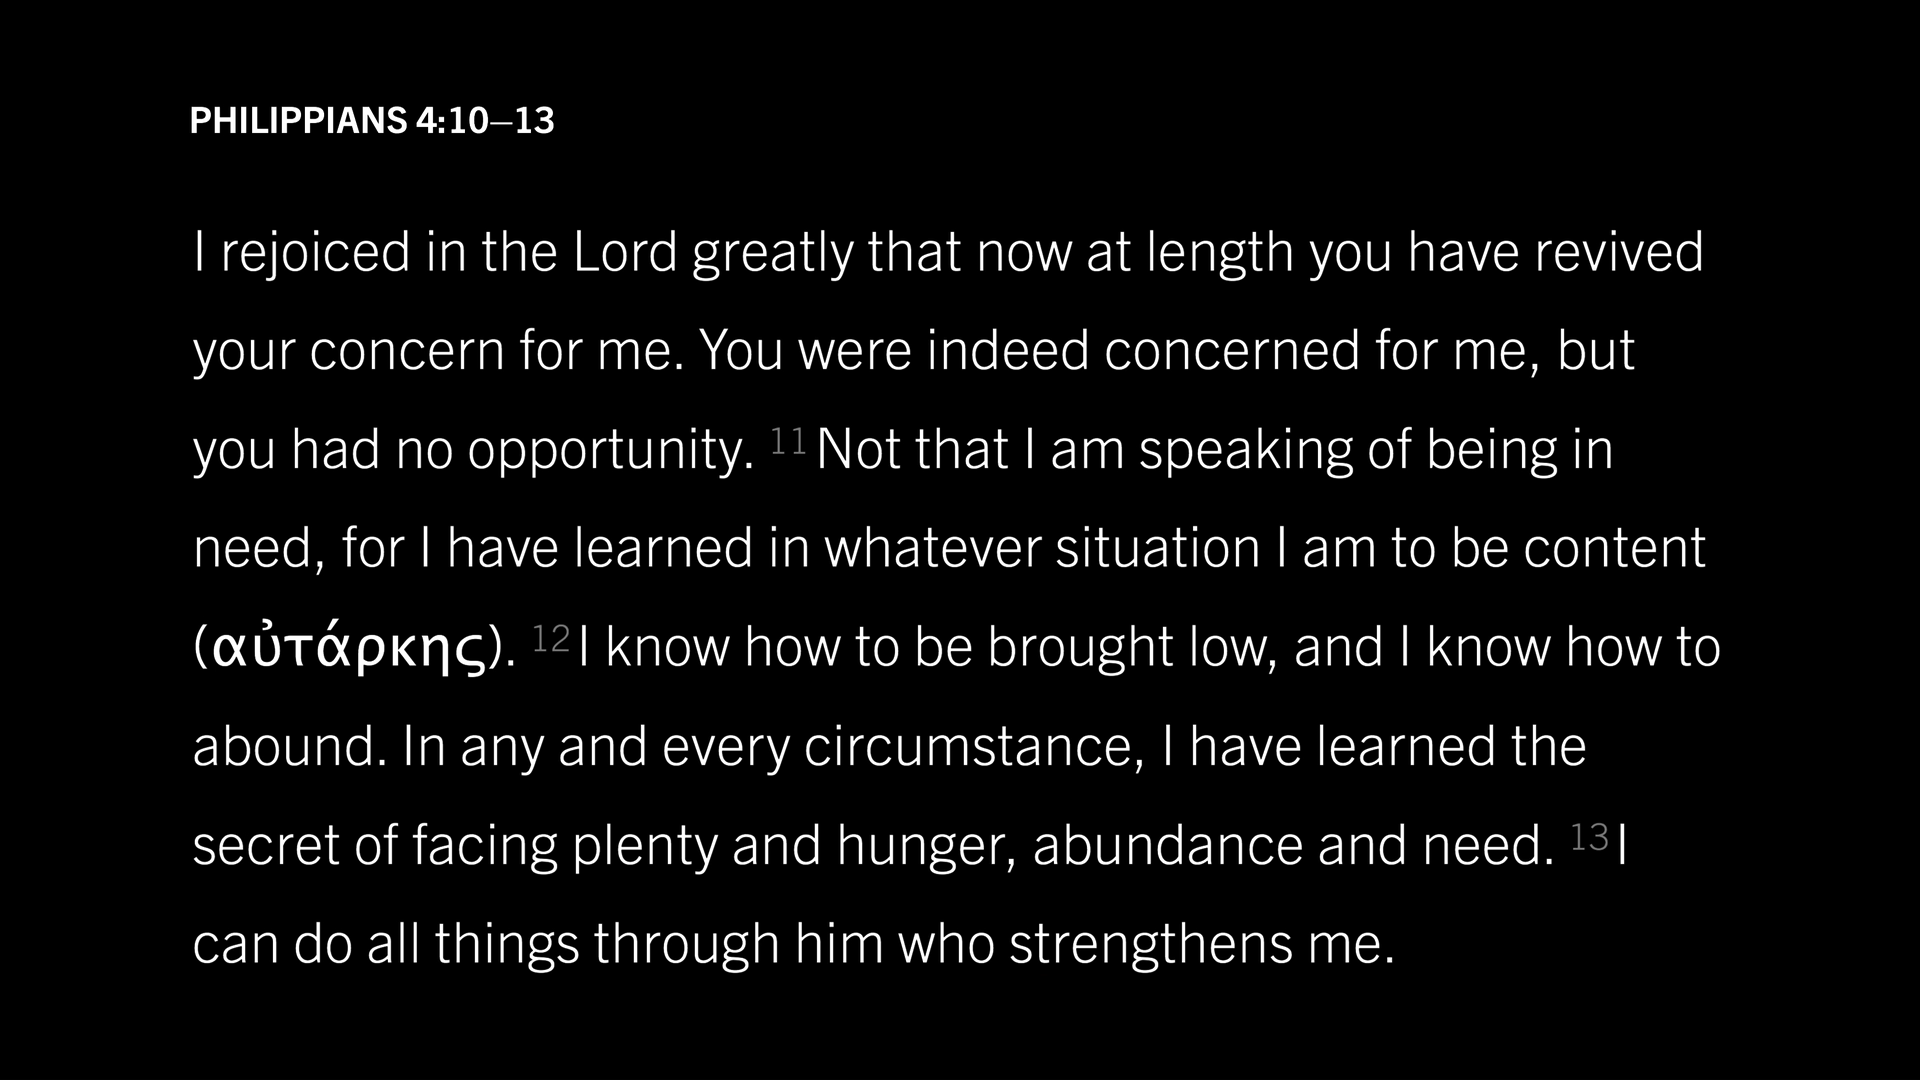 PHILIPPIANS 4:10–13
I rejoiced in the Lord greatly that now at length you have revived
your concern for me. You were indeed concerned for me, but
you had no opportunity. 11 Not that I am speaking of being in
need, for I have learned in whatever situation I am to be content
(αὐτάρκης). 12 I know how to be brought low, and I know how to
abound. In any and every circumstance, I have learned the
secret of facing plenty and hunger, abundance and need. 13 I
can do all things through him who strengthens me.